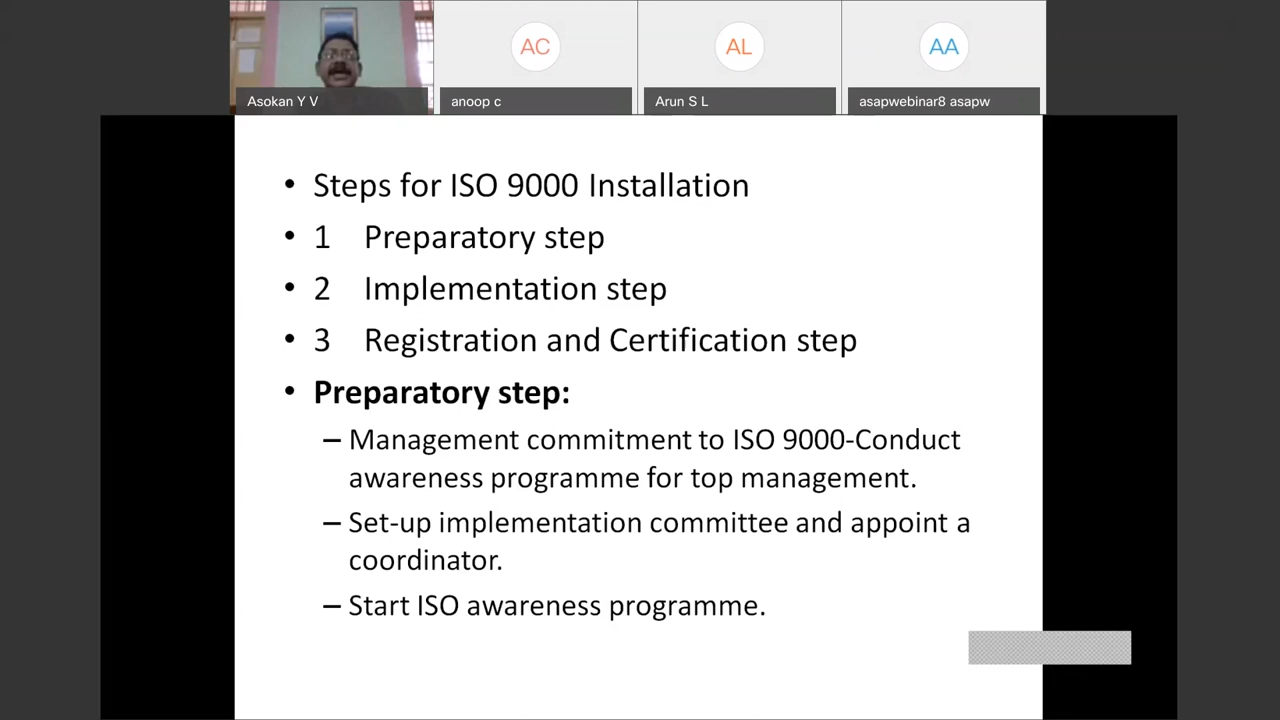 AC
AL
AA
Asokan Y V
anoop c
Arun S L
asapwebinar8 asapw
• Steps for ISO 9000 Installation
• 1 Preparatory step
• 2 Implementation step
• 3 Registration and Certification step
• Preparatory step:
– Management commitment to ISO 9000-Conduct
awareness programme for top management.
– Set-up implementation committee and appoint a
coordinator.
– Start ISO awareness programme.